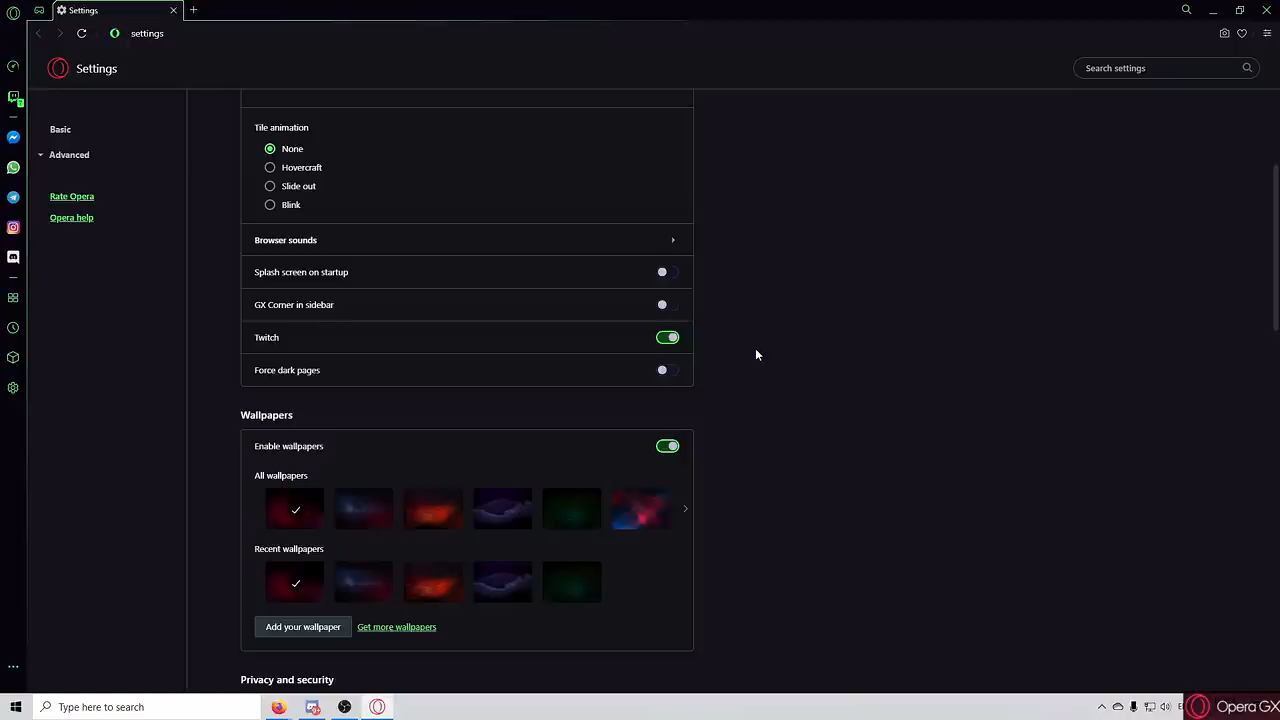 Settings
settings
Settings
Search settings
Basic
Advanced
Rate Opera
Opera help
Tile animation
None
Hovercraft
Slide out
Blink
Browser sounds
Splash screen on startup
GX Corner in sidebar
Twitch
Force dark pages
Wallpapers
Enable wallpapers
All wallpapers
Recent wallpapers
Add your wallpaper
Get more wallpapers
Privacy and security
Type here to search
Opera GX